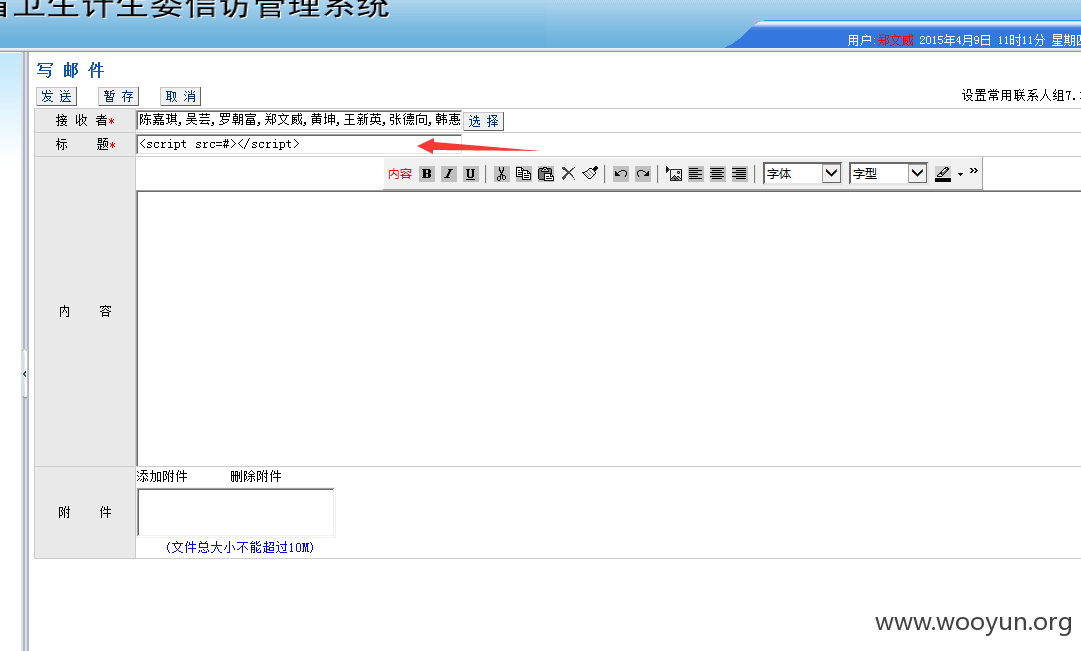 省卫生计生委信访管理系统
用户:郑文威 2015年4月9日 11时11分 星期四
写 邮 件
发 送 暂 存 取 消
设置常用联系人组7.
接 收 者* 陈嘉琪,吴芸,罗朝富,郑文威,黄坤,王新英,张德向,韩惠 选 择
标 题* <script src=#></script>
内容 B I U 字体 字型 »
内 容
添加附件 删除附件
附 件
(文件总大小不能超过10M)
www.wooyun.org